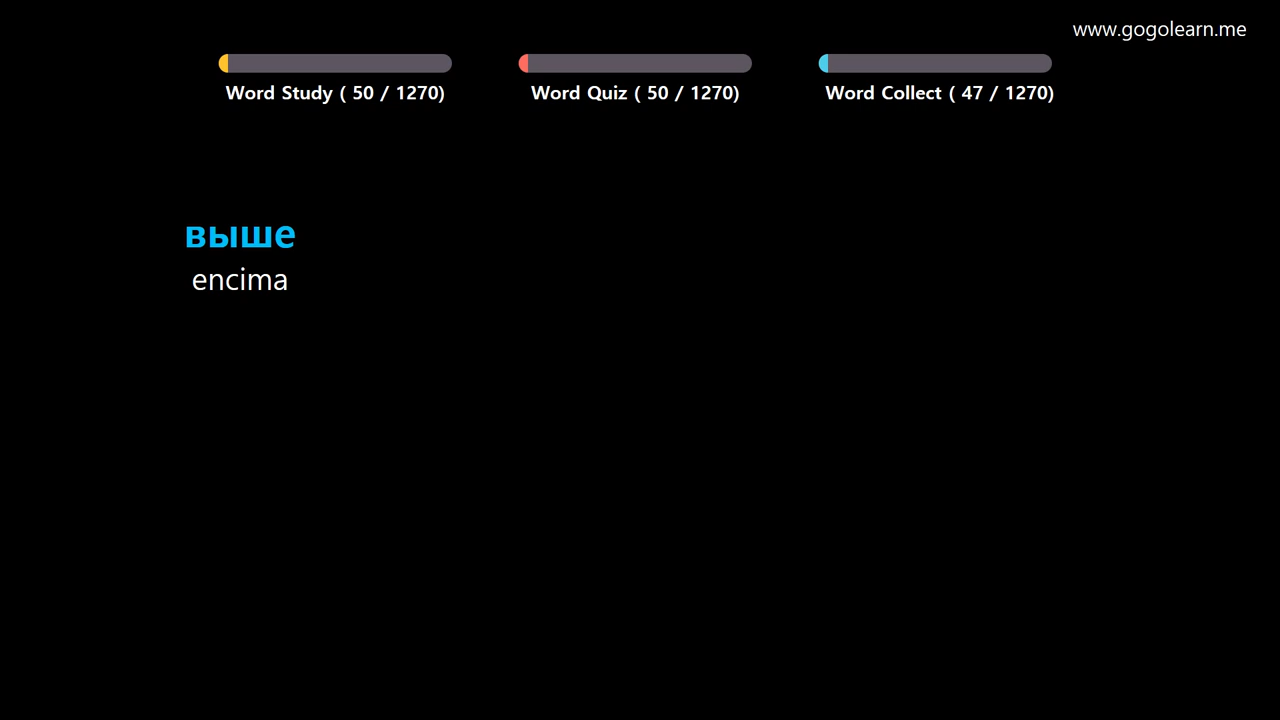 www.gogolearn.me
Word Study ( 50 / 1270)
Word Quiz ( 50 / 1270)
Word Collect ( 47 / 1270)
выше
encima